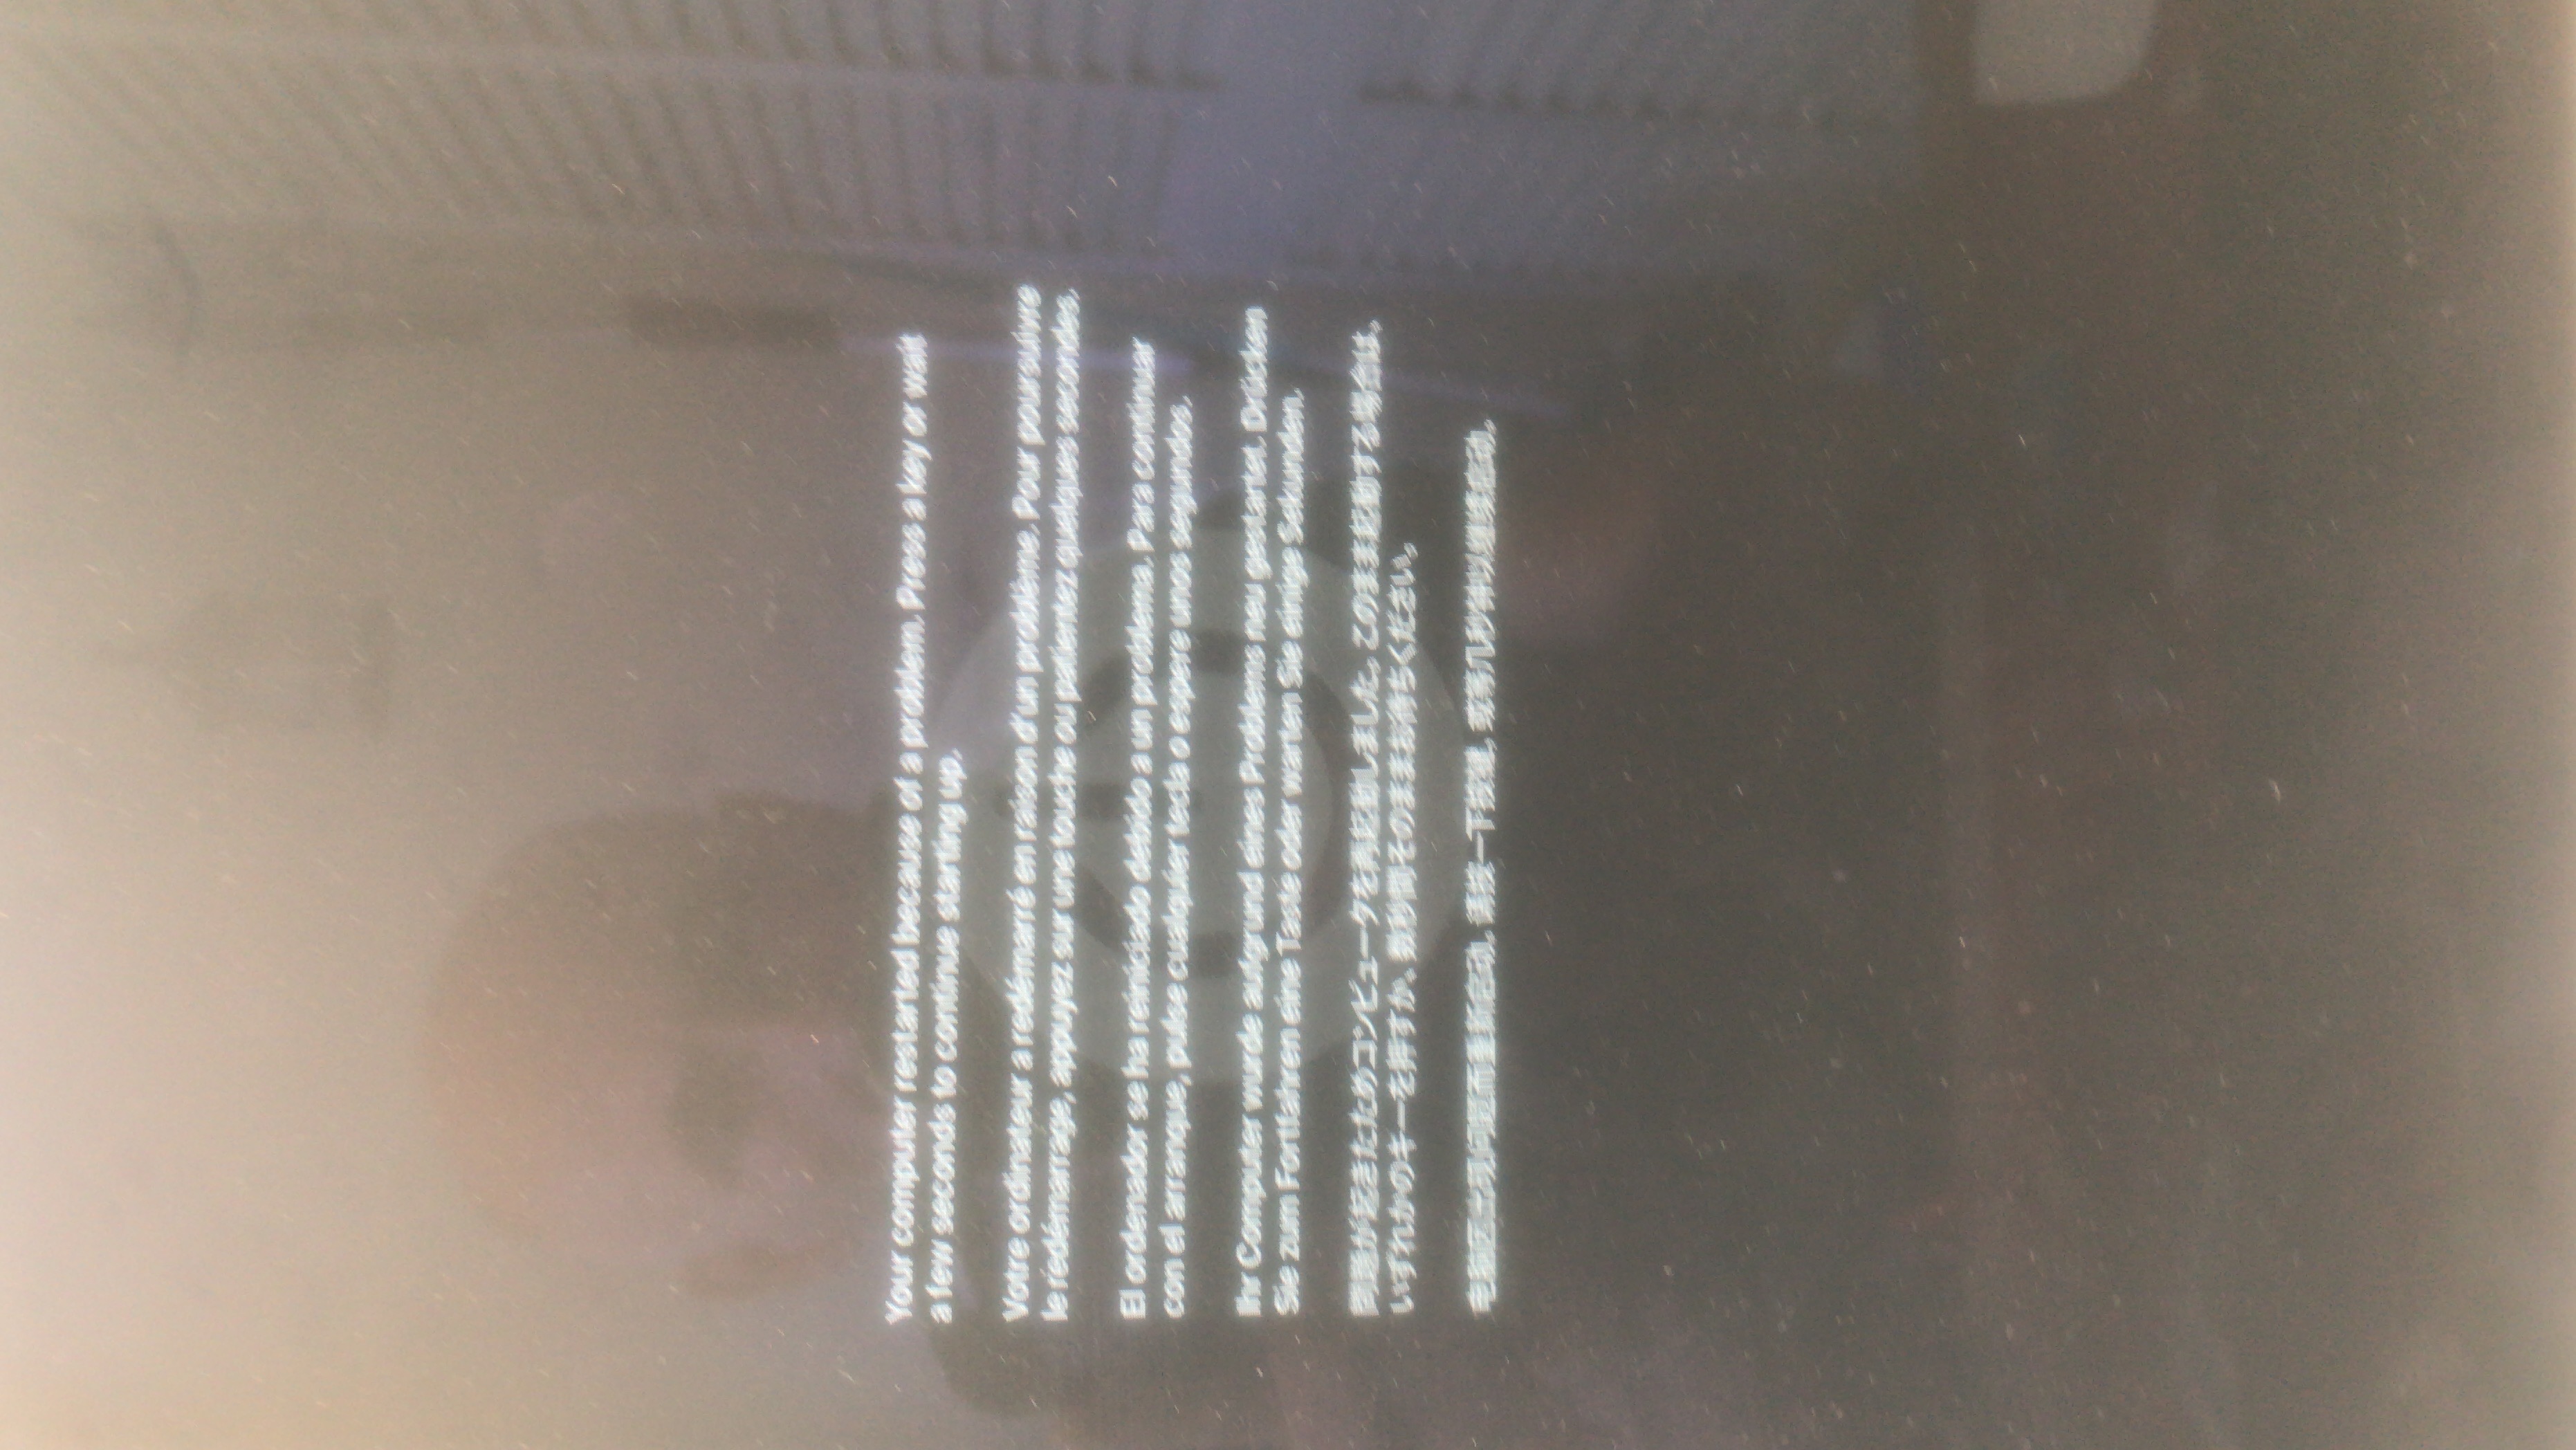 Your computer restarted because of a problem. Press a key or wait
a few seconds to continue starting up.
Votre ordinateur a redémarré en raison d'un problème. Pour poursuivre
le redémarrage, appuyez sur une touche ou patientez quelques secondes.
El ordenador se ha reiniciado debido a un problema. Para continuar
con el arranque, pulse cualquier tecla o espere unos segundos.
Ihr Computer wurde aufgrund eines Problems neu gestartet. Drücken
Sie zum Fortfahren eine Taste oder warten Sie einige Sekunden.
問題が起きたためコンピュータを再起動しました。このまま起動する場合は、
いずれかのキーを押すか、数秒間そのままお待ちください。
电脑因出现问题而重新启动。请按一下按键，或等几秒钟以继续启动。